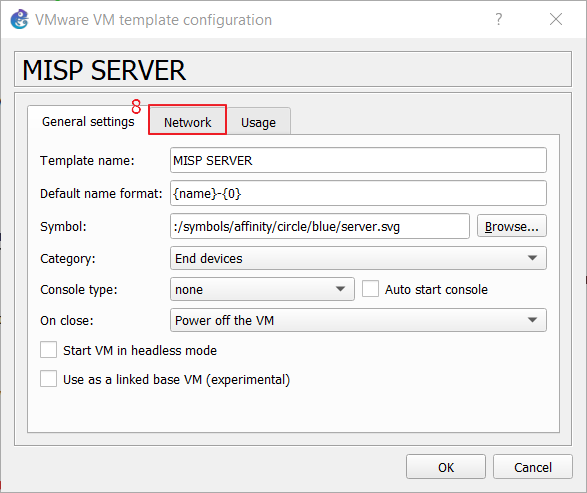 VMware VM template configuration
MISP SERVER
8
General settings Network Usage
Template name: MISP SERVER
Default name format: {name}-{0}
Symbol: :/symbols/affinity/circle/blue/server.svg Browse...
Category: End devices
Console type: none Auto start console
On close: Power off the VM
Start VM in headless mode
Use as a linked base VM (experimental)
OK Cancel